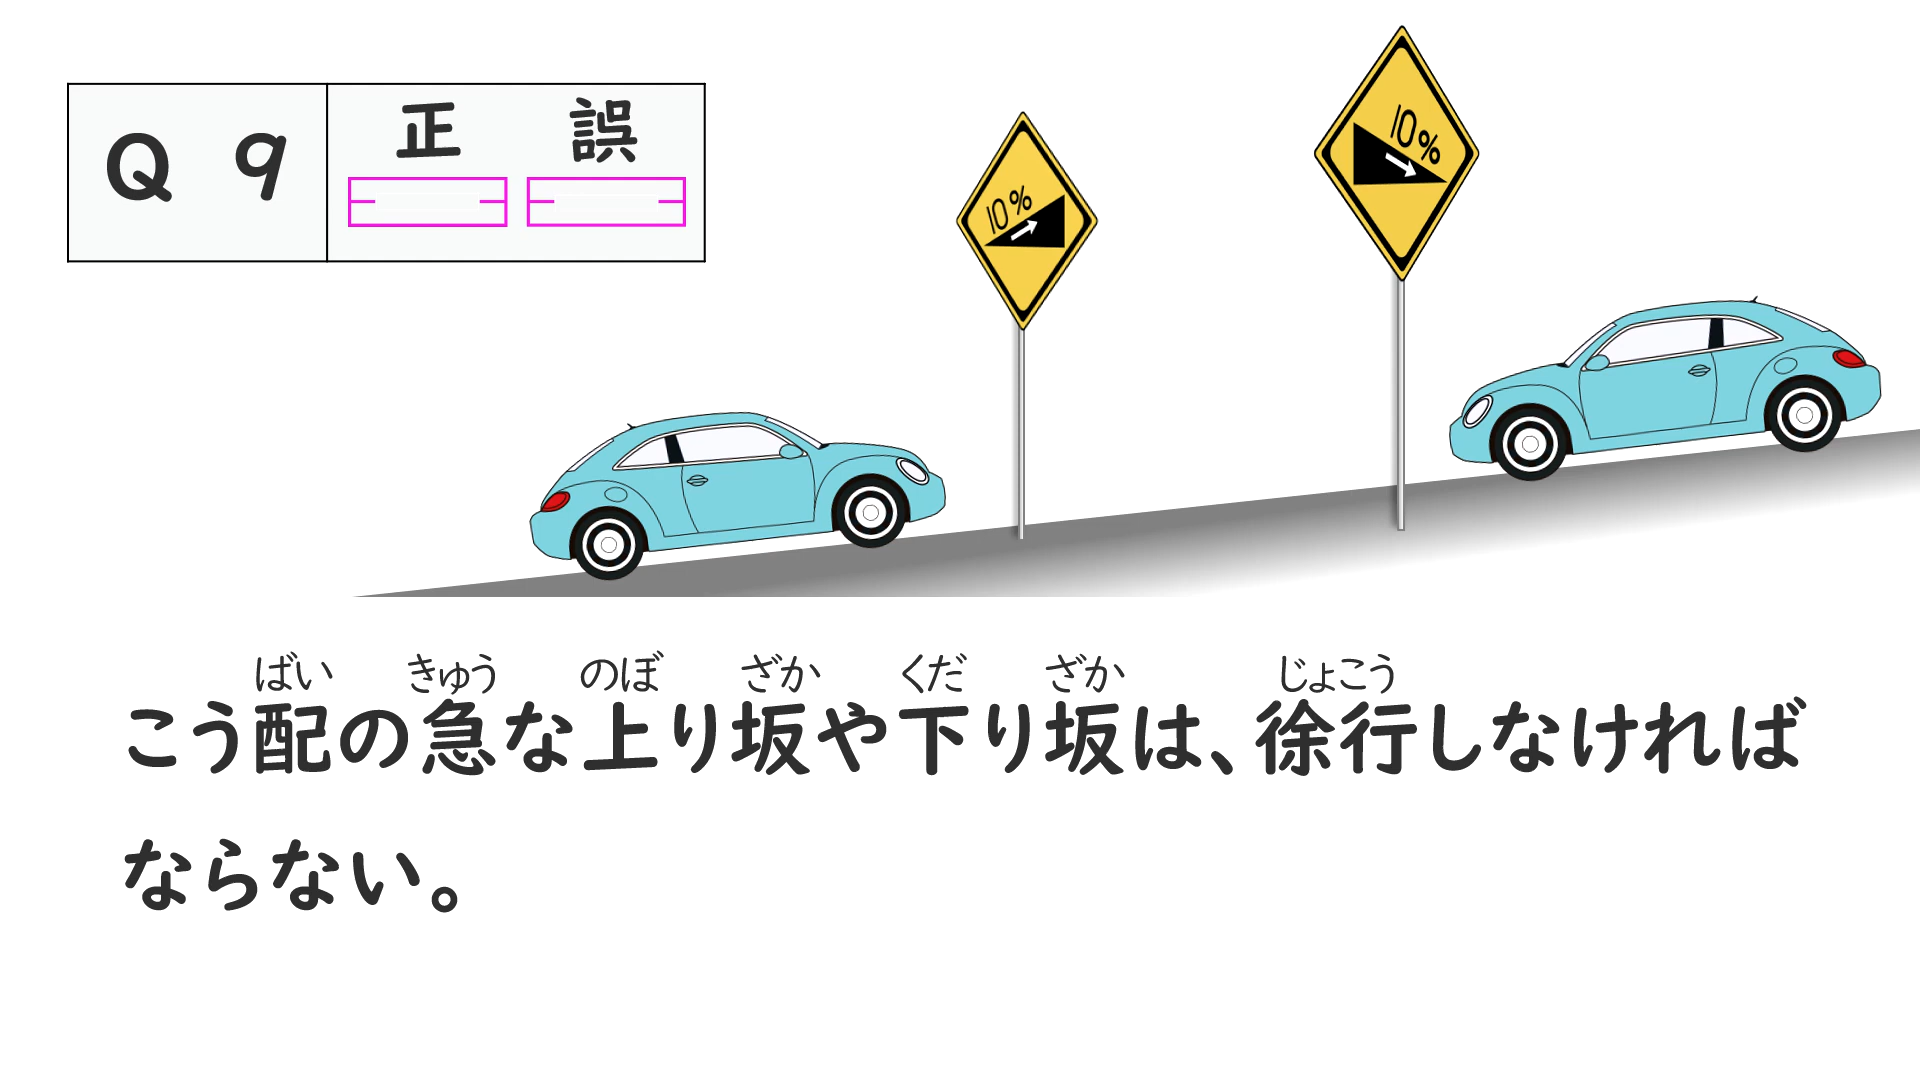 Q 9 正 誤
10%
10%
こう配の急な上り坂や下り坂は、徐行しなければ
ばい きゅう のぼ ざか くだ ざか じょこう
ならない。